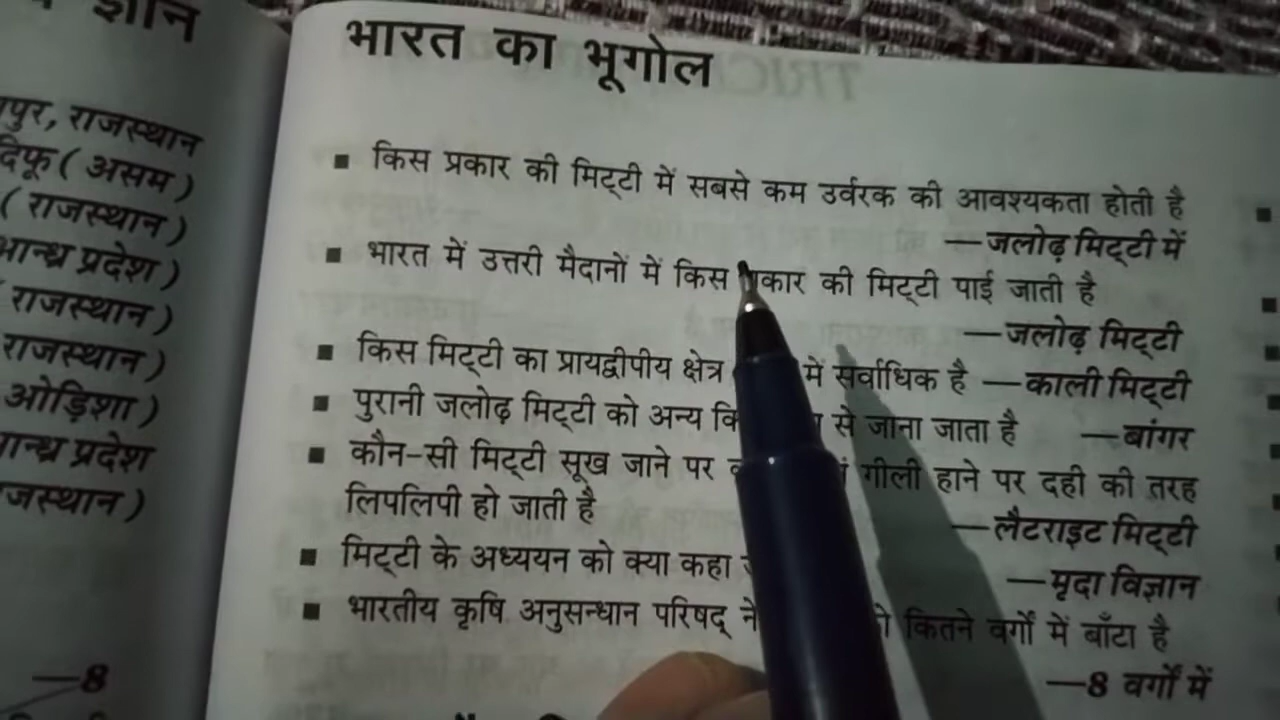 ज्ञान
पुर, राजस्थान
दिफू ( असम )
( राजस्थान )
आन्ध्र प्रदेश )
राजस्थान )
राजस्थान )
ओड़िशा )
आन्ध्र प्रदेश
जस्थान )
—8
भारत का भूगोल
■ किस प्रकार की मिट्टी में सबसे कम उर्वरक की आवश्यकता होती है
—जलोढ़ मिट्टी में
■ भारत में उत्तरी मैदानों में किस प्रकार की मिट्टी पाई जाती है
—जलोढ़ मिट्टी
■ किस मिट्टी का प्रायद्वीपीय क्षेत्र में सर्वाधिक है —काली मिट्टी
■ पुरानी जलोढ़ मिट्टी को अन्य से जाना जाता है —बांगर
■ कौन-सी मिट्टी सूख जाने पर गीली हाने पर दही की तरह
लिपलिपी हो जाती है
—लैटराइट मिट्टी
■ मिट्टी के अध्ययन को क्या कहा
—मृदा विज्ञान
■ भारतीय कृषि अनुसन्धान परिषद् ने कितने वर्गों में बाँटा है
—8 वर्गों में